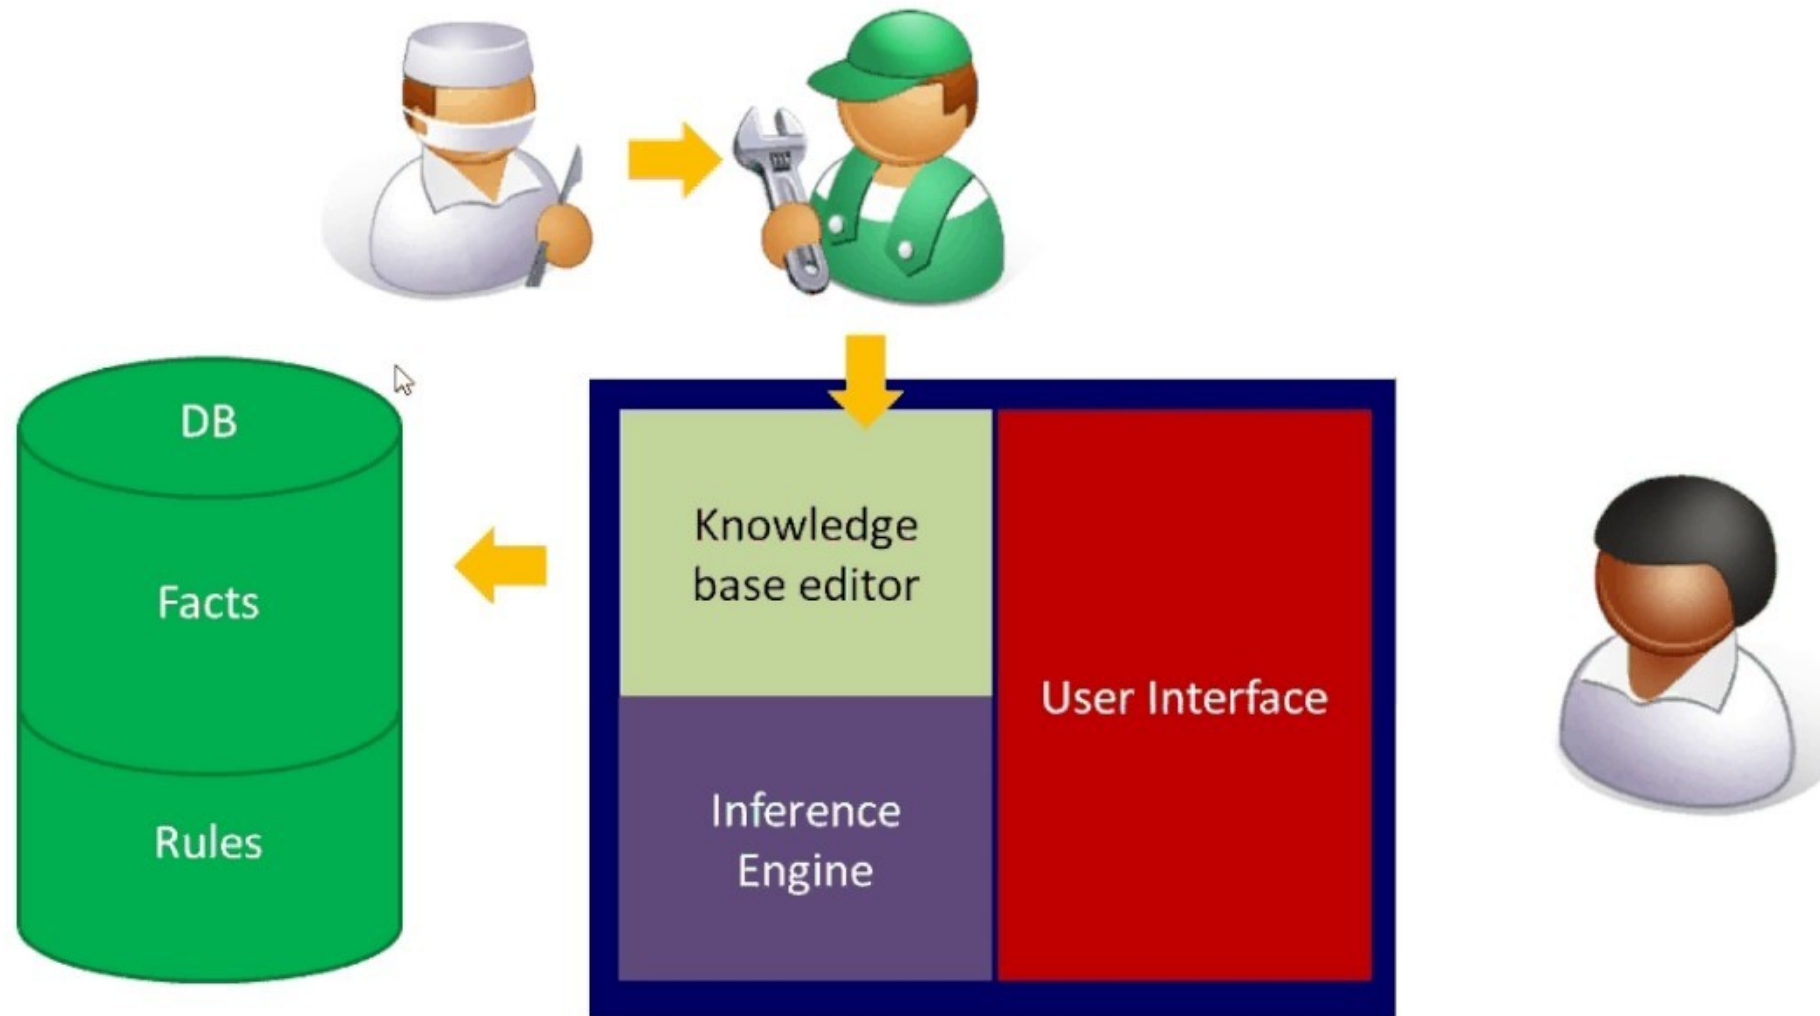 DB
Facts
Rules
Knowledge
base editor
Inference
Engine
User Interface